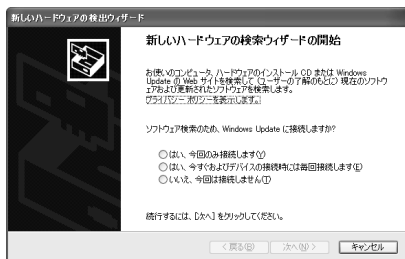 新しいハードウェアの検出ウィザード
新しいハードウェアの検索ウィザードの開始
お使いのコンピュータ、ハードウェアのインストール CD または Windows
Update の Web サイトを検索して (ユーザーの了解のもとに) 現在のソフトウ
ェアおよび更新されたソフトウェアを検索します。
プライバシー ポリシーを表示します。
ソフトウェア検索のため、Windows Update に接続しますか?
はい、今回のみ接続します(Y)
はい、今すぐおよびデバイスの接続時には毎回接続します(E)
いいえ、今回は接続しません(T)
続行するには、[次へ] をクリックしてください。
< 戻る(B) 次へ(N) > キャンセル